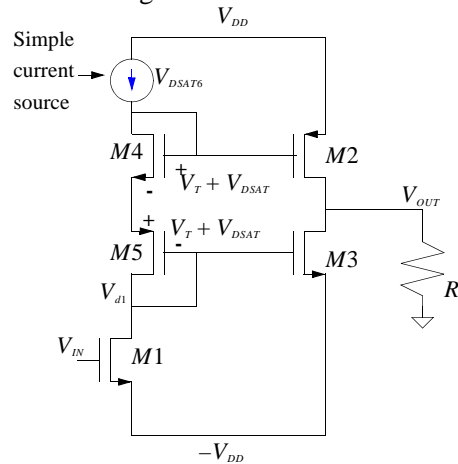 V_DD
Simple
current
source
V_DSAT6
M4
M2
+
V_T + V_DSAT
-
V_OUT
+
V_T + V_DSAT
-
M5
M3
R
V_d1
V_IN
M1
–V_DD